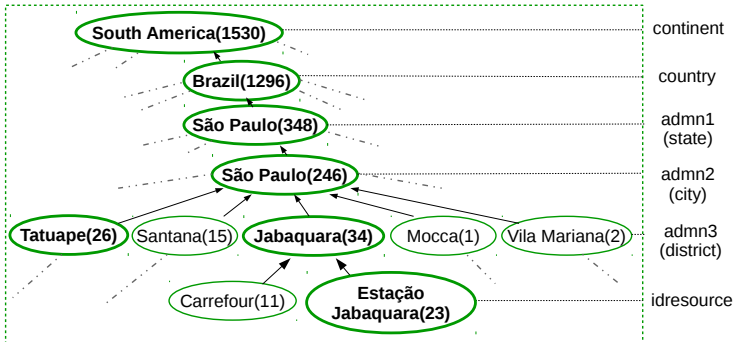 South America(1530)
continent
Brazil(1296)
country
São Paulo(348)
admn1
(state)
São Paulo(246)
admn2
(city)
Tatuape(26)
Santana(15)
Jabaquara(34)
Mocca(1)
Vila Mariana(2)
admn3
(district)
Carrefour(11)
Estação
Jabaquara(23)
idresource